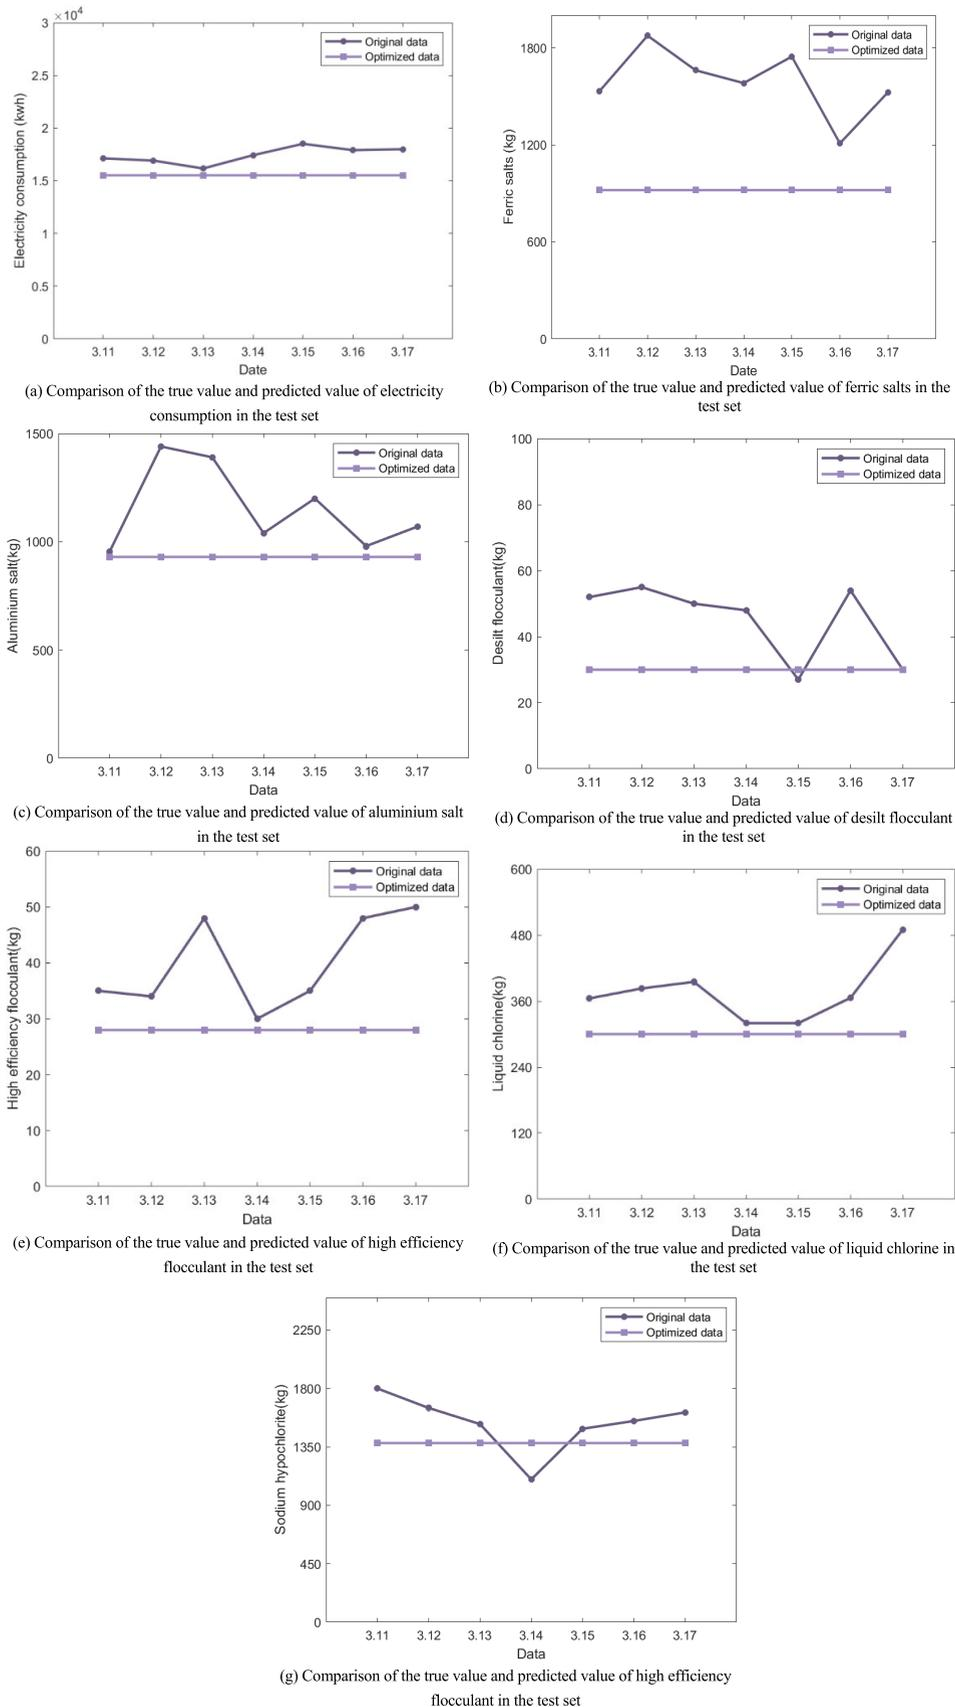 3 ×10⁴
Original data
Optimized data
2.5
2
1.5
1
0.5
0
Electricity consumption (kwh)
3.11 3.12 3.13 3.14 3.15 3.16 3.17
Date
(a) Comparison of the true value and predicted value of electricity
consumption in the test set
Original data
Optimized data
1800
1200
600
0
Ferric salts (kg)
3.11 3.12 3.13 3.14 3.15 3.16 3.17
Date
(b) Comparison of the true value and predicted value of ferric salts in the
test set
1500
Original data
Optimized data
1000
500
0
Aluminium salt(kg)
3.11 3.12 3.13 3.14 3.15 3.16 3.17
Data
(c) Comparison of the true value and predicted value of aluminium salt
in the test set
100
Original data
Optimized data
80
60
40
20
0
Desilt flocculant(kg)
3.11 3.12 3.13 3.14 3.15 3.16 3.17
Data
(d) Comparison of the true value and predicted value of desilt flocculant
in the test set
60
Original data
Optimized data
50
40
30
20
10
0
High efficiency flocculant(kg)
3.11 3.12 3.13 3.14 3.15 3.16 3.17
Data
(e) Comparison of the true value and predicted value of high efficiency
flocculant in the test set
600
Original data
Optimized data
480
360
240
120
0
Liquid chlorine(kg)
3.11 3.12 3.13 3.14 3.15 3.16 3.17
Data
(f) Comparison of the true value and predicted value of liquid chlorine in
the test set
Original data
Optimized data
2250
1800
1350
900
450
0
Sodium hypochlorite(kg)
3.11 3.12 3.13 3.14 3.15 3.16 3.17
Data
(g) Comparison of the true value and predicted value of high efficiency
flocculant in the test set